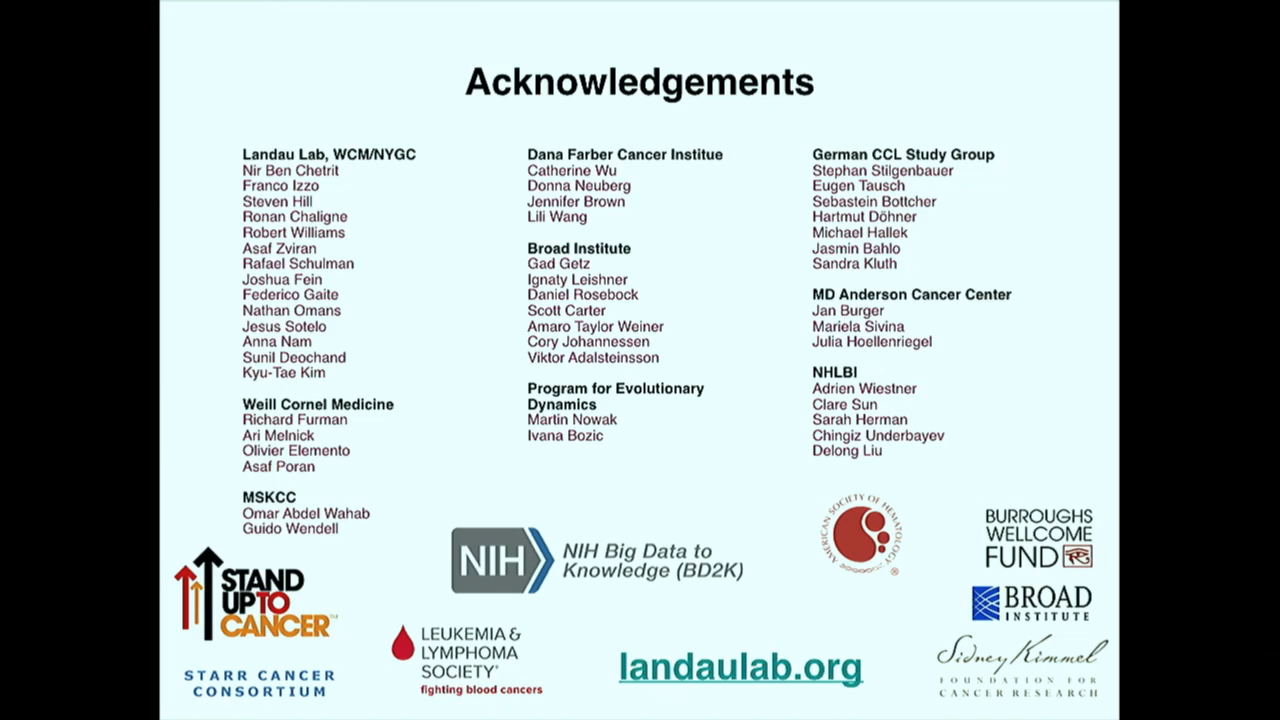 Acknowledgements
Landau Lab, WCM/NYGC
Nir Ben Chetrit
Franco Izzo
Steven Hill
Ronan Chaligne
Robert Williams
Asaf Zviran
Rafael Schulman
Joshua Fein
Federico Gaite
Nathan Omans
Jesus Sotelo
Anna Nam
Sunil Deochand
Kyu-Tae Kim
Weill Cornel Medicine
Richard Furman
Ari Melnick
Olivier Elemento
Asaf Poran
MSKCC
Omar Abdel Wahab
Guido Wendell
Dana Farber Cancer Institue
Catherine Wu
Donna Neuberg
Jennifer Brown
Lili Wang
Broad Institute
Gad Getz
Ignaty Leishner
Daniel Rosebock
Scott Carter
Amaro Taylor Weiner
Cory Johannessen
Viktor Adalsteinsson
Program for Evolutionary
Dynamics
Martin Nowak
Ivana Bozic
German CCL Study Group
Stephan Stilgenbauer
Eugen Tausch
Sebastein Bottcher
Hartmut Döhner
Michael Hallek
Jasmin Bahlo
Sandra Kluth
MD Anderson Cancer Center
Jan Burger
Mariela Sivina
Julia Hoellenriegel
NHLBI
Adrien Wiestner
Clare Sun
Sarah Herman
Chingiz Underbayev
Delong Liu
STAND
UPTO
CANCER™
STARR CANCER
CONSORTIUM
NIH
NIH Big Data to
Knowledge (BD2K)
LEUKEMIA &
LYMPHOMA
SOCIETY®
fighting blood cancers
landaulab.org
AMERICAN SOCIETY OF HEMATOLOGY ®
BURROUGHS
WELLCOME
FUND
BROAD
INSTITUTE
Sidney Kimmel
FOUNDATION FOR
CANCER RESEARCH